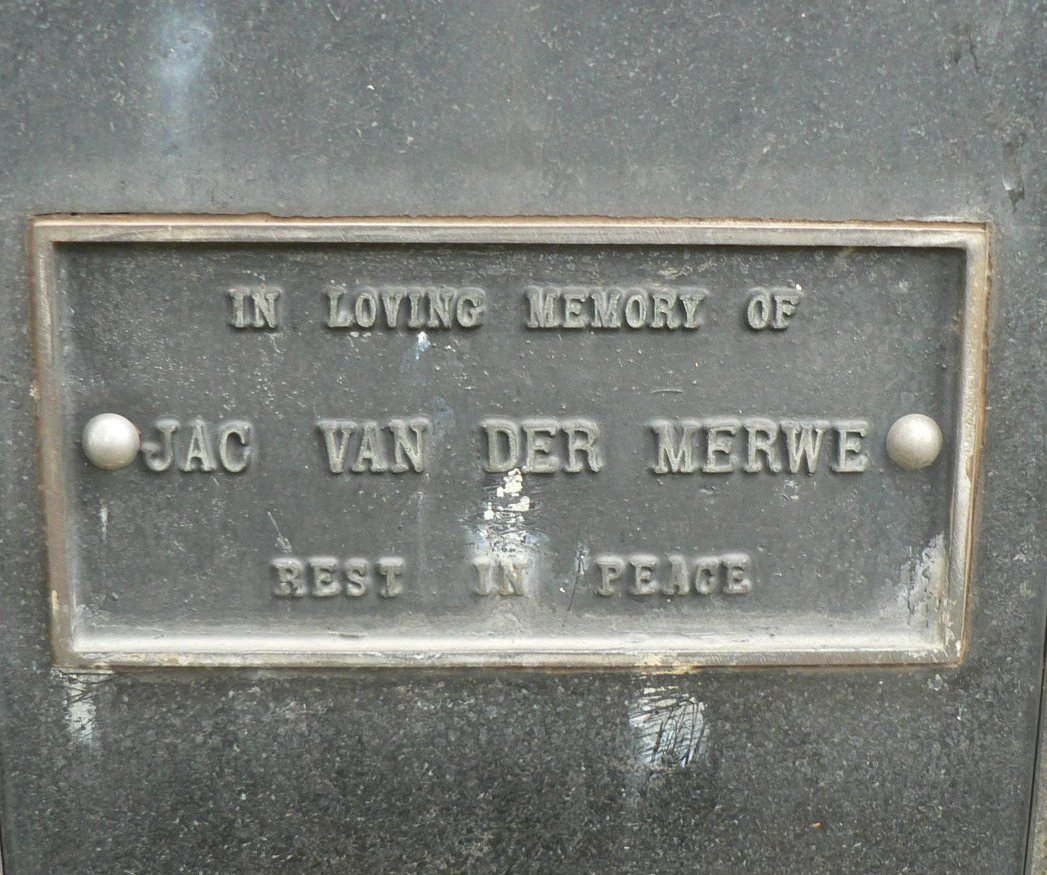 IN LOVING MEMORY OF
JAC VAN DER MERWE
REST IN PEACE